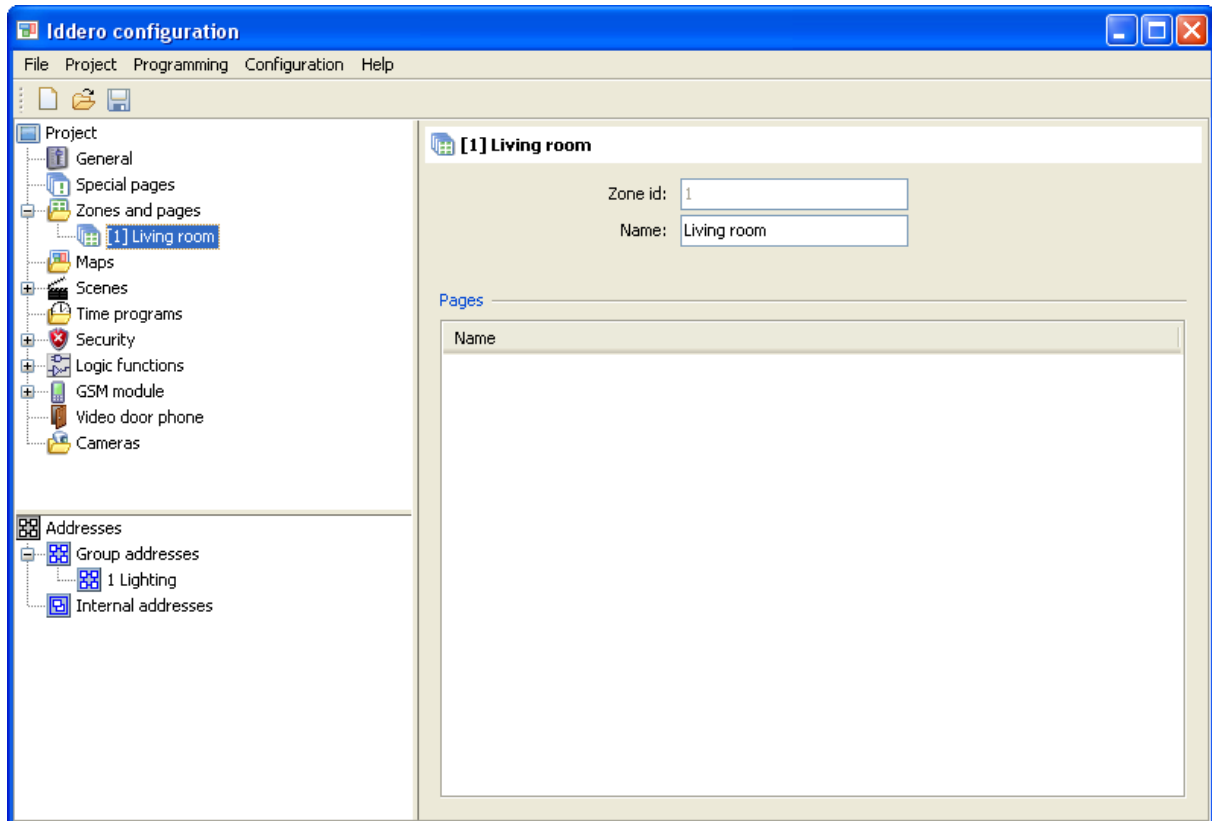 Iddero configuration
File Project Programming Configuration Help
Project
General
Special pages
Zones and pages
[1] Living room
Maps
Scenes
Time programs
Security
Logic functions
GSM module
Video door phone
Cameras
Addresses
Group addresses
1 Lighting
Internal addresses
[1] Living room
Zone id: 1
Name: Living room
Pages
Name